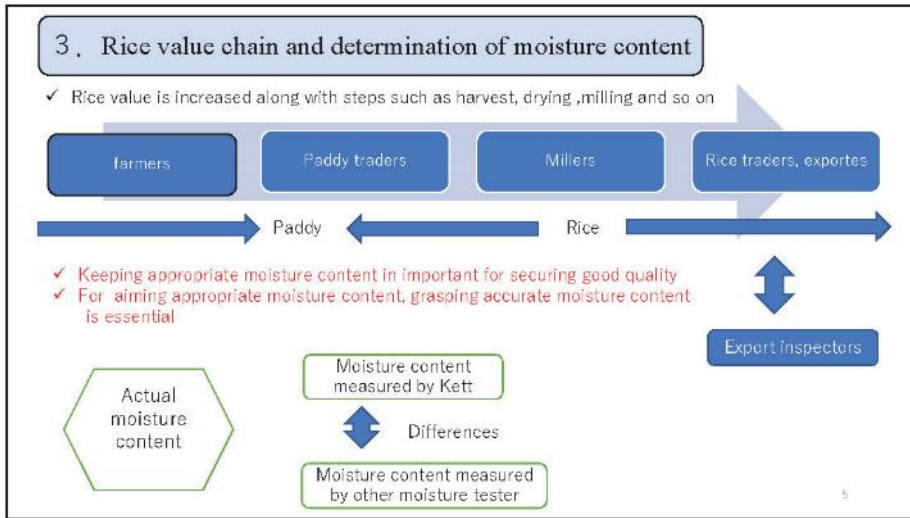 3. Rice value chain and determination of moisture content
✓ Rice value is increased along with steps such as harvest, drying ,milling and so on
farmers
Paddy traders
Millers
Rice traders, exportes
Paddy
Rice
✓ Keeping appropriate moisture content in important for securing good quality
✓ For aiming appropriate moisture content, grasping accurate moisture content
is essential
Export inspectors
Actual
moisture
content
Moisture content
measured by Kett
Differences
Moisture content measured
by other moisture tester
5